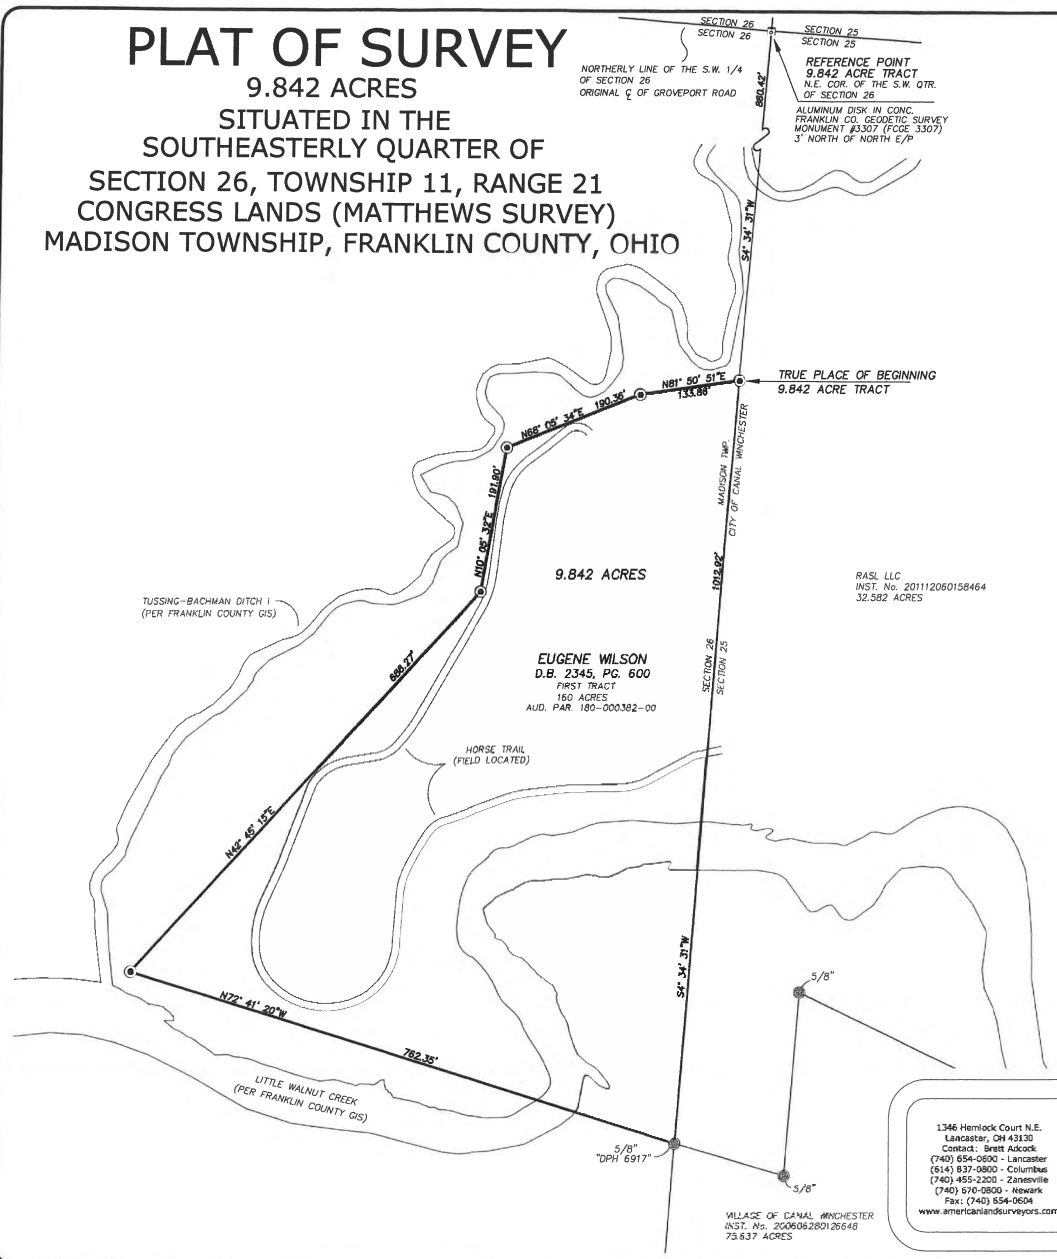 PLAT OF SURVEY
9.842 ACRES
SITUATED IN THE
SOUTHEASTERLY QUARTER OF
SECTION 26, TOWNSHIP 11, RANGE 21
CONGRESS LANDS (MATTHEWS SURVEY)
MADISON TOWNSHIP, FRANKLIN COUNTY, OHIO
SECTION 26
SECTION 26
SECTION 25
SECTION 25
NORTHERLY LINE OF THE S.W. 1/4
OF SECTION 26
ORIGINAL ℄ OF GROVEPORT ROAD
REFERENCE POINT
9.842 ACRE TRACT
N.E. COR. OF THE S.W. QTR.
OF SECTION 26
ALUMINUM DISK IN CONC.
FRANKLIN CO. GEODETIC SURVEY
MONUMENT #3307 (FCGE 3307)
3' NORTH OF NORTH E/P
660.42'
S4° 34' 31"W
TRUE PLACE OF BEGINNING
9.842 ACRE TRACT
N81° 50' 51"E
133.86'
N68° 05' 34"E 190.36'
N10° 05' 32"E 191.90'
MADISON TWP.
CITY OF CANAL WINCHESTER
1012.92'
9.842 ACRES
RASL LLC
INST. No. 201112060158464
32.582 ACRES
TUSSING-BACHMAN DITCH 1
(PER FRANKLIN COUNTY GIS)
EUGENE WILSON
D.B. 2345, PG. 600
FIRST TRACT
160 ACRES
AUD. PAR. 180-000382-00
SECTION 26
SECTION 25
688.27'
N42° 45' 15"E
HORSE TRAIL
(FIELD LOCATED)
S4° 34' 31"W
5/8"
N72° 41' 20"W
762.35'
LITTLE WALNUT CREEK
(PER FRANKLIN COUNTY GIS)
5/8"
"DPH 6917"
5/8"
VILLAGE OF CANAL WINCHESTER
INST. No. 200606280126648
75.637 ACRES
1346 Hemlock Court N.E.
Lancaster, OH 43130
Contact: Brett Adcock
(740) 654-0600 - Lancaster
(614) 837-0800 - Columbus
(740) 455-2200 - Zanesville
(740) 670-0800 - Newark
Fax: (740) 654-0604
www.americanlandsurveyors.com